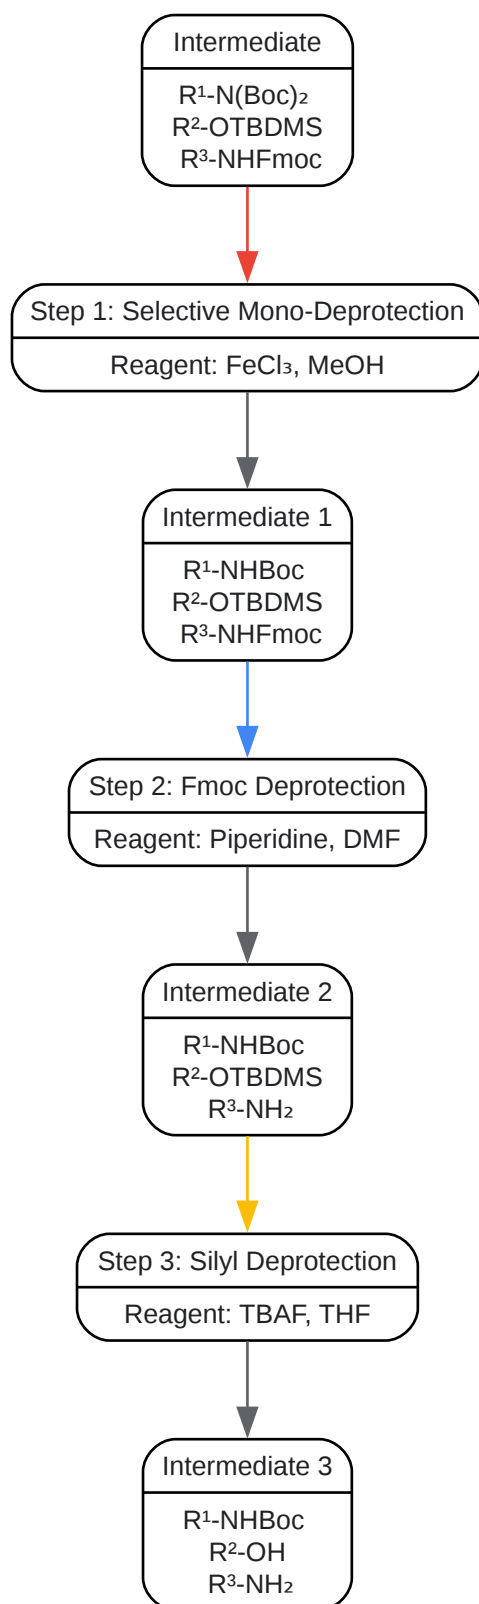 Intermediate
R¹-N(Boc)₂
R²-OTBDMS
R³-NHFmoc
Step 1: Selective Mono-Deprotection
Reagent: FeCl₃, MeOH
Intermediate 1
R¹-NHBoc
R²-OTBDMS
R³-NHFmoc
Step 2: Fmoc Deprotection
Reagent: Piperidine, DMF
Intermediate 2
R¹-NHBoc
R²-OTBDMS
R³-NH₂
Step 3: Silyl Deprotection
Reagent: TBAF, THF
Intermediate 3
R¹-NHBoc
R²-OH
R³-NH₂